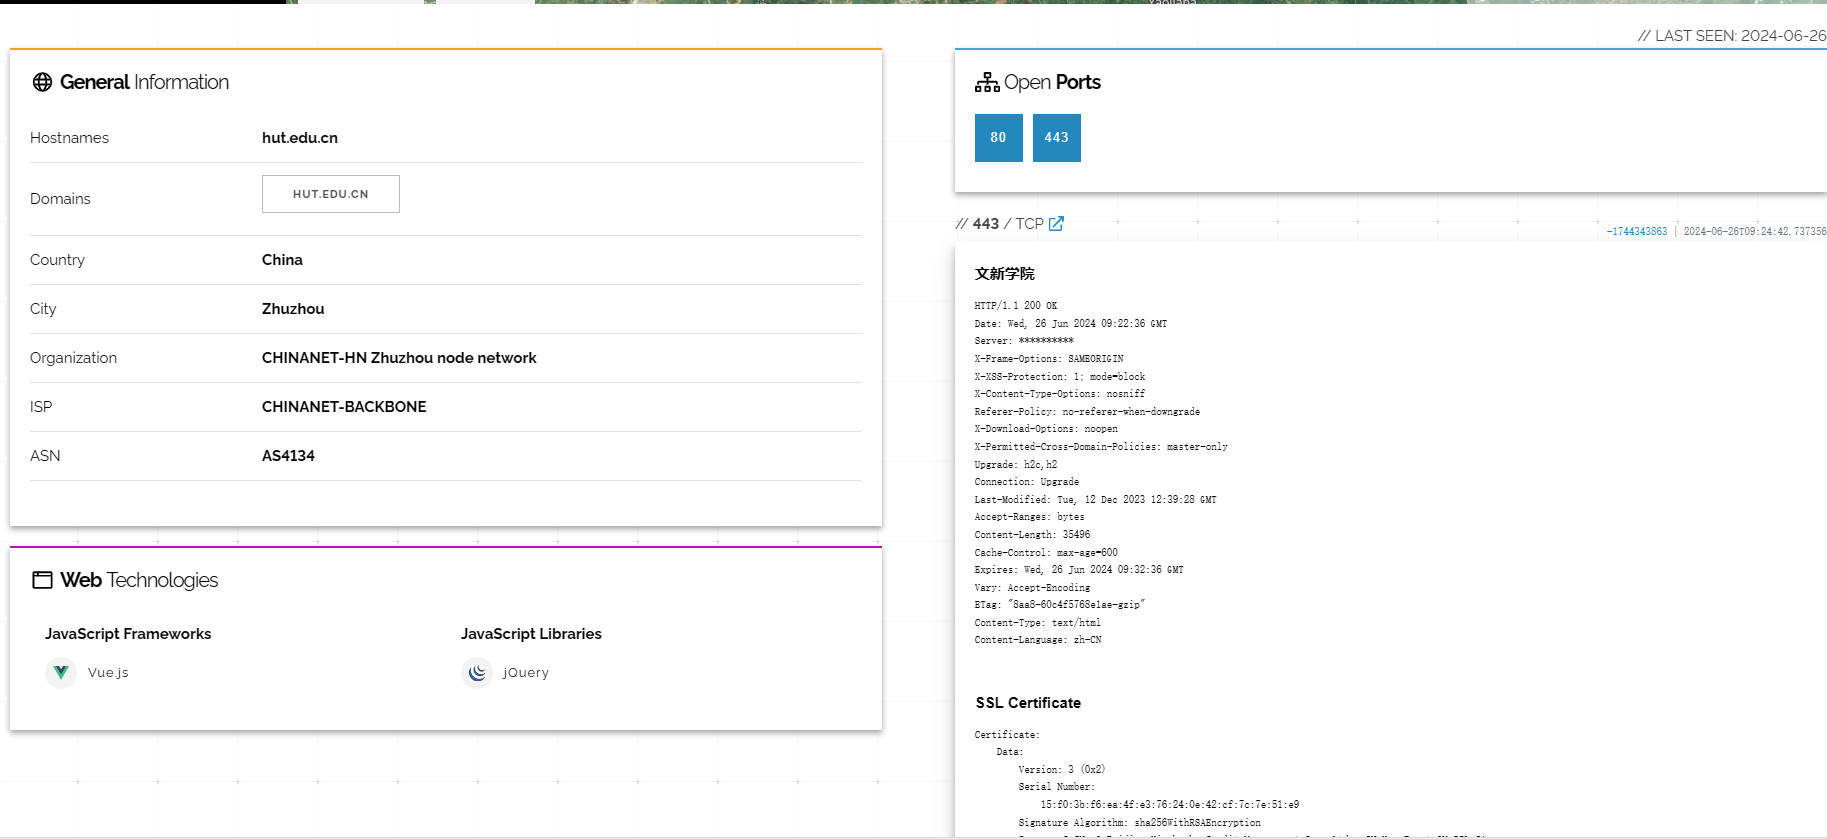 // LAST SEEN: 2024-06-26
General Information
Hostnames hut.edu.cn
Domains HUT.EDU.CN
Country China
City Zhuzhou
Organization CHINANET-HN Zhuzhou node network
ISP CHINANET-BACKBONE
ASN AS4134
Web Technologies
JavaScript Frameworks JavaScript Libraries
Vue.js jQuery
Open Ports
80 443
// 443 / TCP
-1744343863 | 2024-06-26T09:24:42.737356
文新学院
HTTP/1.1 200 OK
Date: Wed, 26 Jun 2024 09:22:36 GMT
Server: **********
X-Frame-Options: SAMEORIGIN
X-XSS-Protection: 1; mode=block
X-Content-Type-Options: nosniff
Referer-Policy: no-referer-when-downgrade
X-Download-Options: noopen
X-Permitted-Cross-Domain-Policies: master-only
Upgrade: h2c,h2
Connection: Upgrade
Last-Modified: Tue, 12 Dec 2023 12:39:28 GMT
Accept-Ranges: bytes
Content-Length: 35496
Cache-Control: max-age=600
Expires: Wed, 26 Jun 2024 09:32:36 GMT
Vary: Accept-Encoding
ETag: "8aa8-60c4f5768e1ae-gzip"
Content-Type: text/html
Content-Language: zh-CN
SSL Certificate
Certificate:
Data:
Version: 3 (0x2)
Serial Number:
15:f0:3b:f6:ea:4f:e3:76:24:0e:42:cf:7c:7e:51:e9
Signature Algorithm: sha256WithRSAEncryption